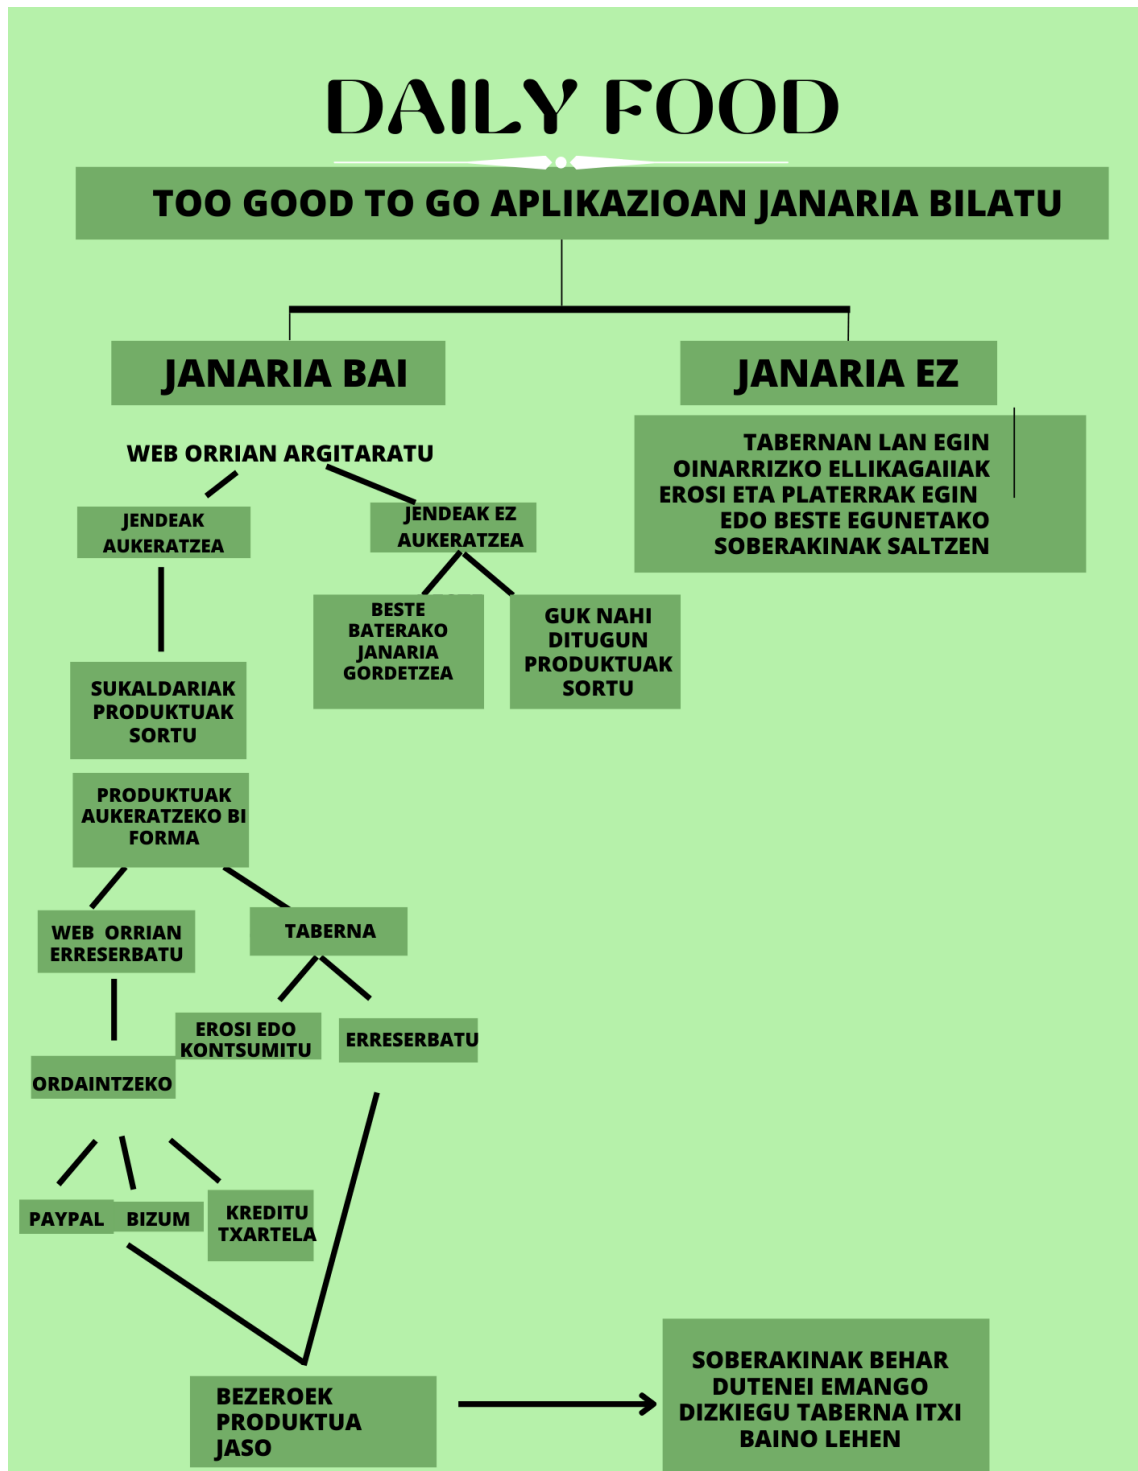 DAILY FOOD
TOO GOOD TO GO APLIKAZIOAN JANARIA BILATU
JANARIA BAI
JANARIA EZ
WEB ORRIAN ARGITARATU
TABERNAN LAN EGIN
OINARRIZKO ELLIKAGAIIAK
EROSI ETA PLATERRAK EGIN
EDO BESTE EGUNETAKO
SOBERAKINAK SALTZEN
JENDEAK
AUKERATZEA
JENDEAK EZ
AUKERATZEA
BESTE
BATERAKO
JANARIA
GORDETZEA
GUK NAHI
DITUGUN
PRODUKTUAK
SORTU
SUKALDARIAK
PRODUKTUAK
SORTU
PRODUKTUAK
AUKERATZEKO BI
FORMA
WEB ORRIAN
ERRESERBATU
TABERNA
EROSI EDO
KONTSUMITU
ERRESERBATU
ORDAINTZEKO
PAYPAL
BIZUM
KREDITU
TXARTELA
BEZEROEK
PRODUKTUA
JASO
SOBERAKINAK BEHAR
DUTENEI EMANGO
DIZKIEGU TABERNA ITXI
BAINO LEHEN